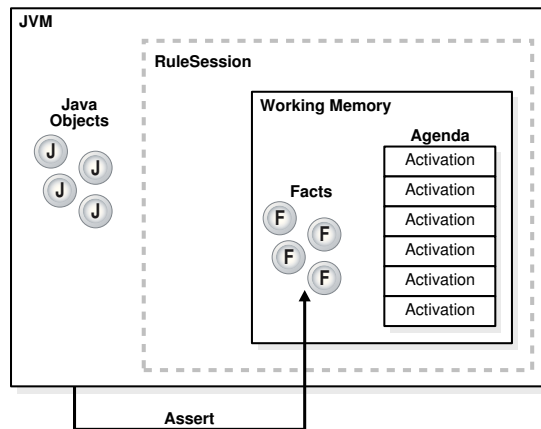 JVM
RuleSession
Java
Objects
J
J
J
J
Working Memory
Facts
F
F
F
F
Agenda
Activation
Activation
Activation
Activation
Activation
Activation
Assert